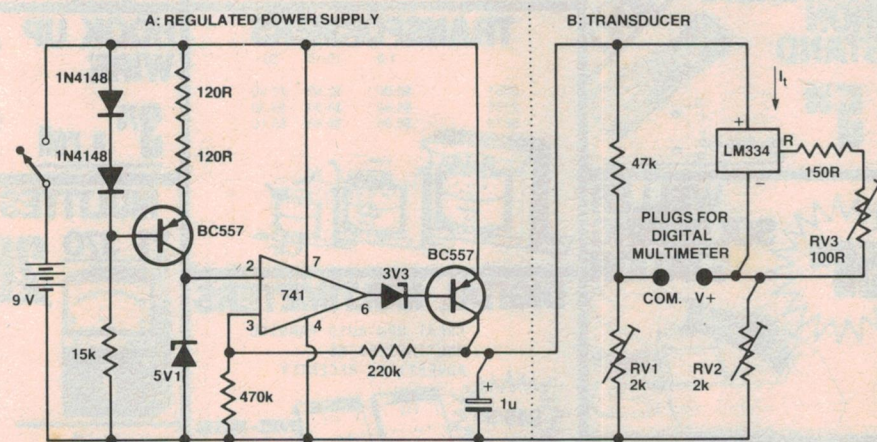 A: REGULATED POWER SUPPLY
B: TRANSDUCER
1N4148
120R
1N4148
120R
BC557
9 V
15k
5V1
2
741
7
3
4
6
3V3
BC557
470k
220k
+
1u
47k
It
+
LM334
R
–
150R
RV3
100R
PLUGS FOR
DIGITAL
MULTIMETER
COM. V+
RV1
2k
RV2
2k